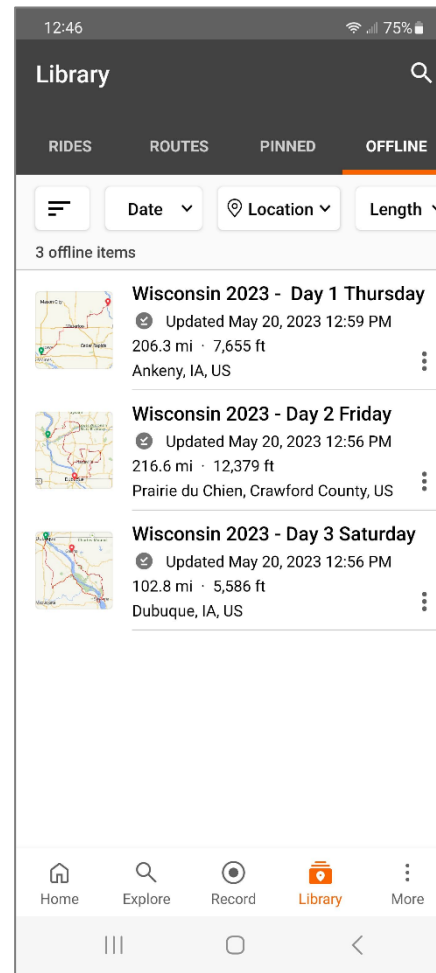 12:46 75%
Library
RIDES ROUTES PINNED OFFLINE
Date Location Length
3 offline items
Wisconsin 2023 - Day 1 Thursday
Updated May 20, 2023 12:59 PM
206.3 mi · 7,655 ft
Ankeny, IA, US
Wisconsin 2023 - Day 2 Friday
Updated May 20, 2023 12:56 PM
216.6 mi · 12,379 ft
Prairie du Chien, Crawford County, US
Wisconsin 2023 - Day 3 Saturday
Updated May 20, 2023 12:56 PM
102.8 mi · 5,586 ft
Dubuque, IA, US
Home Explore Record Library More